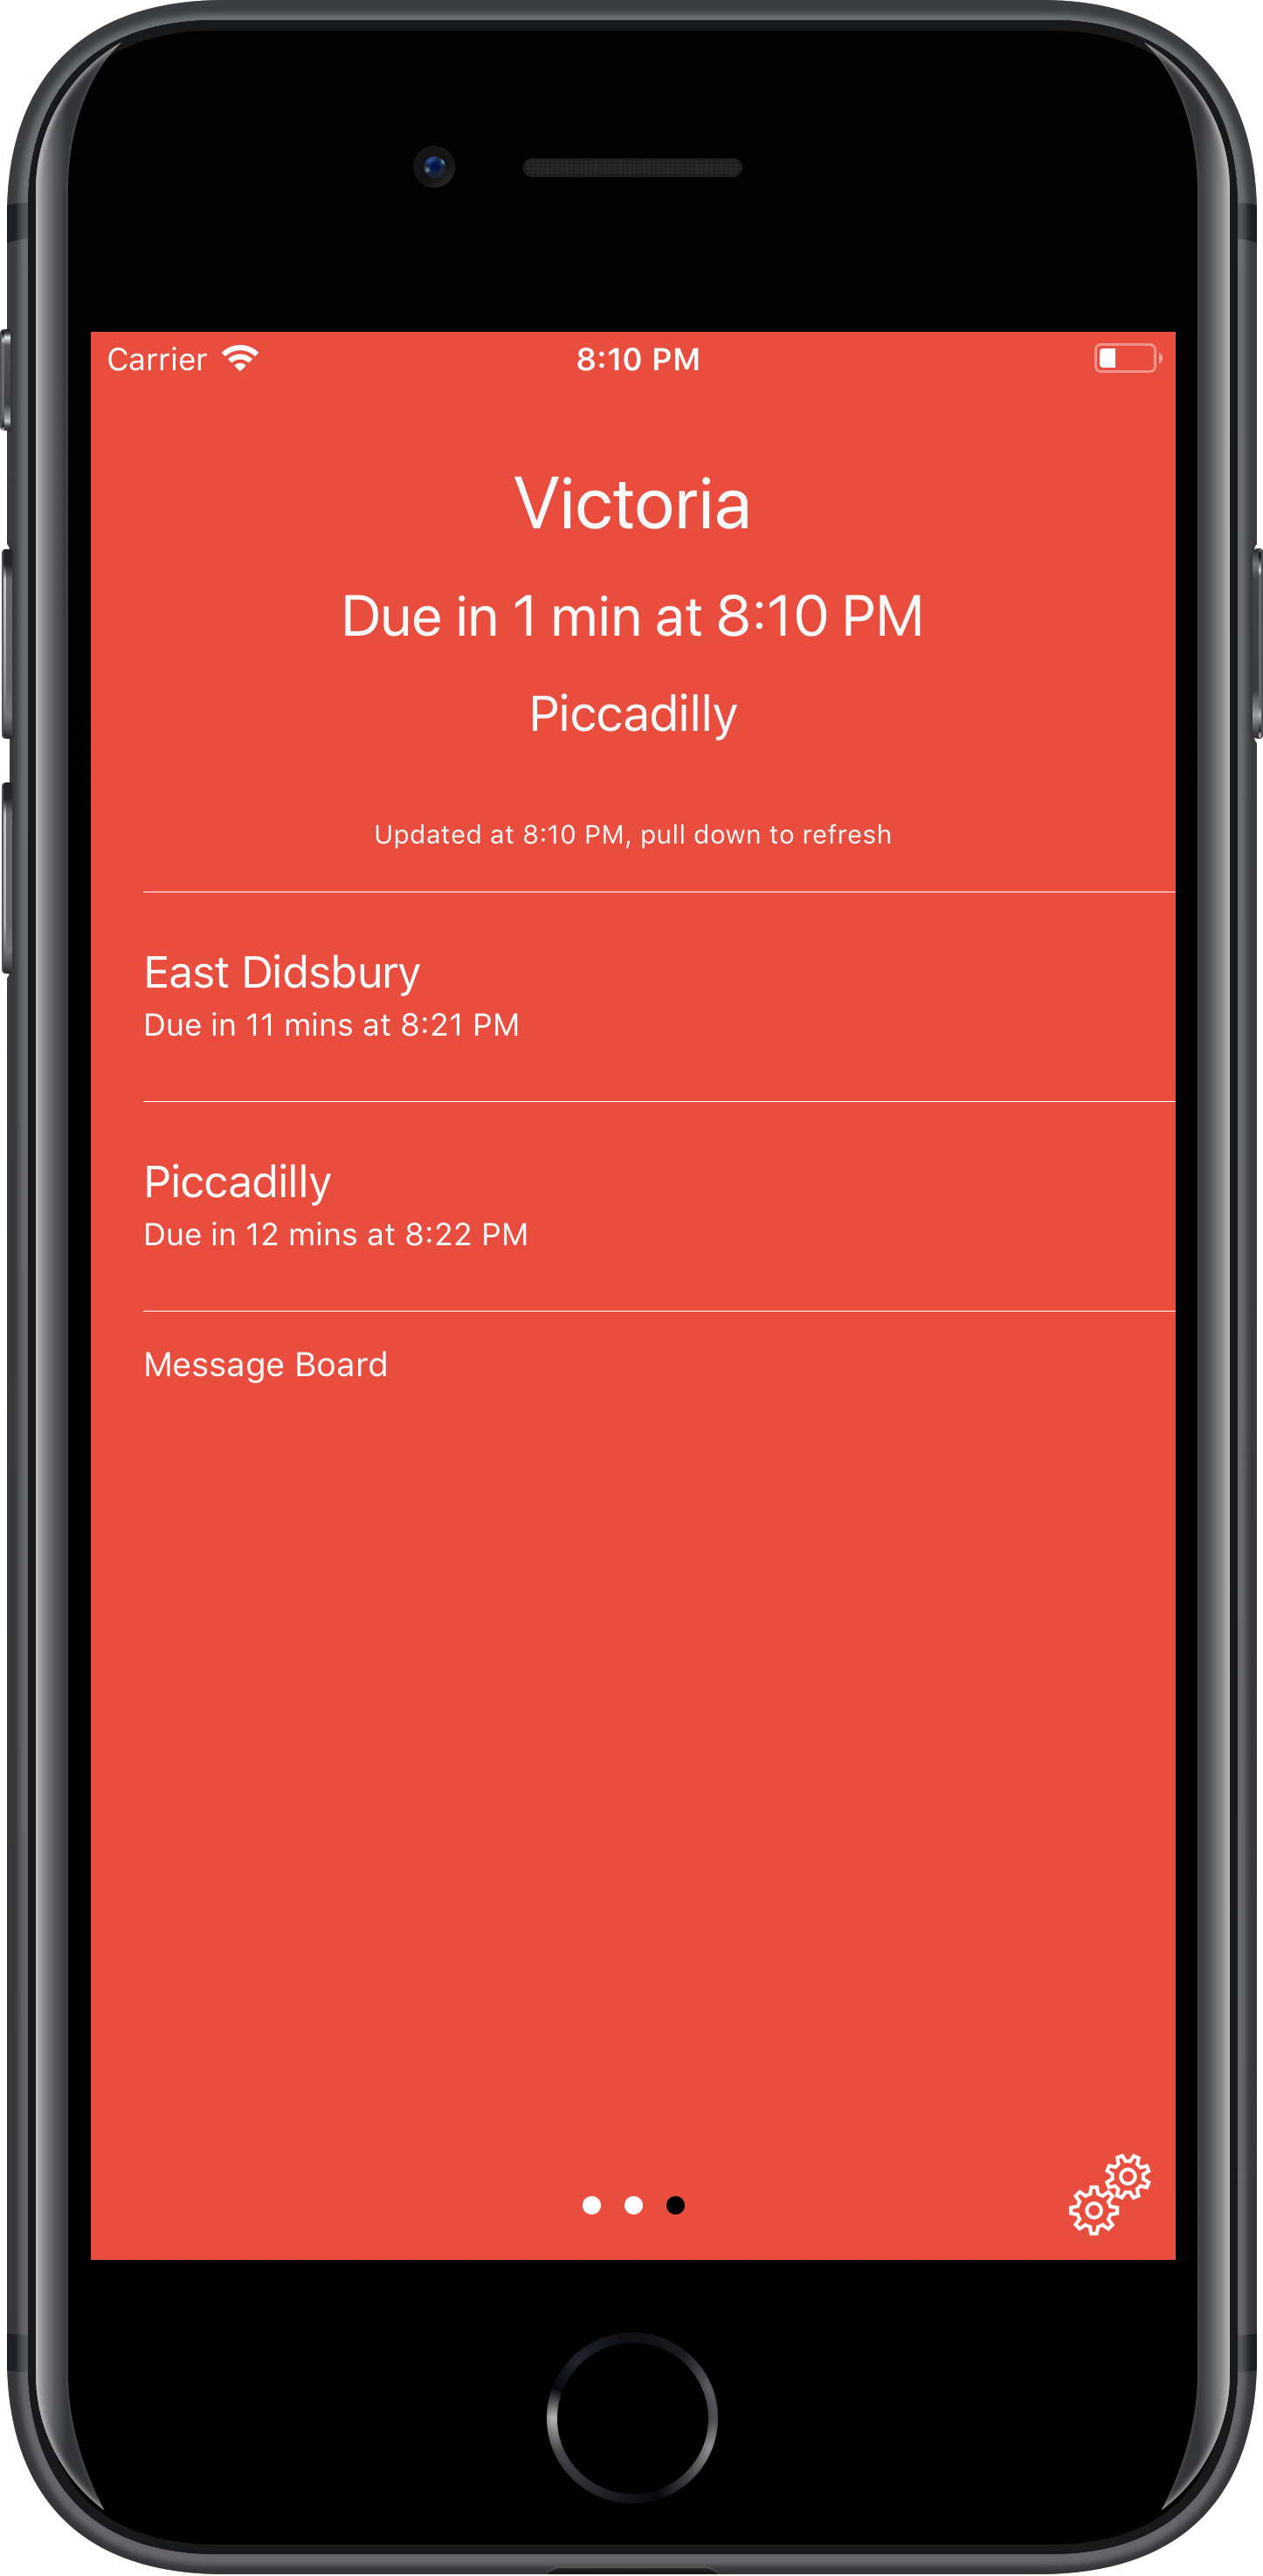 Carrier 8:10 PM
Victoria
Due in 1 min at 8:10 PM
Piccadilly
Updated at 8:10 PM, pull down to refresh
East Didsbury
Due in 11 mins at 8:21 PM
Piccadilly
Due in 12 mins at 8:22 PM
Message Board